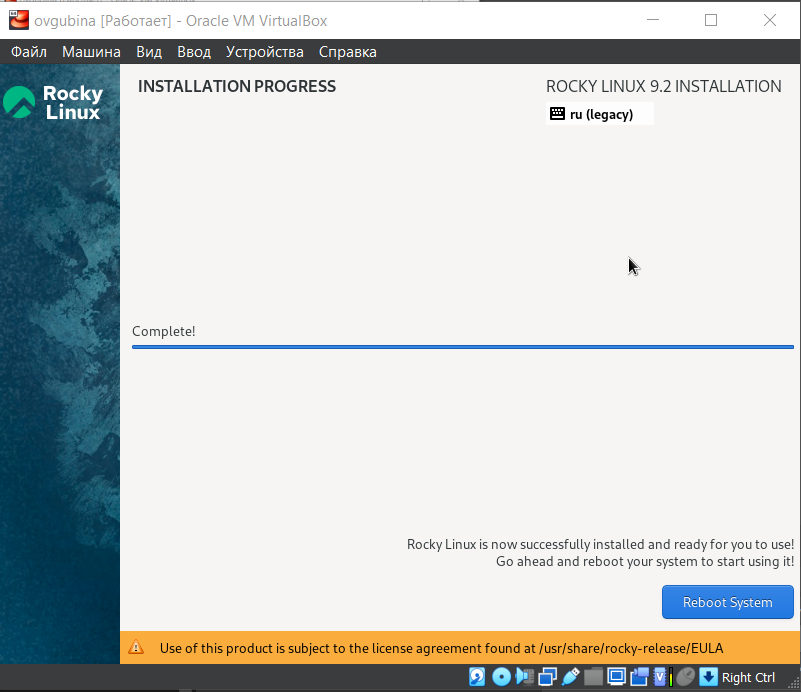 ovgubina [Работает] - Oracle VM VirtualBox
Файл Машина Вид Ввод Устройства Справка
Rocky
Linux
INSTALLATION PROGRESS
ROCKY LINUX 9.2 INSTALLATION
ru (legacy)
Complete!
Rocky Linux is now successfully installed and ready for you to use!
Go ahead and reboot your system to start using it!
Reboot System
Use of this product is subject to the license agreement found at /usr/share/rocky-release/EULA
Right Ctrl